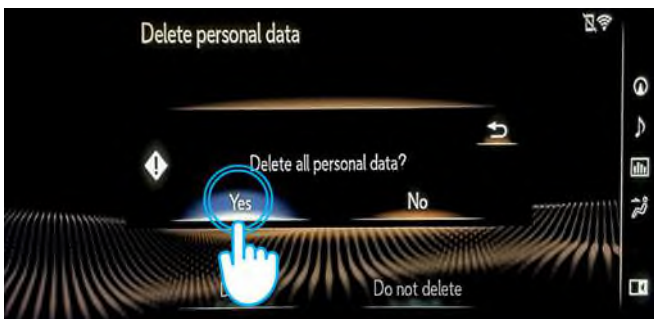 Delete personal data
Delete all personal data?
Yes
No
Do not delete